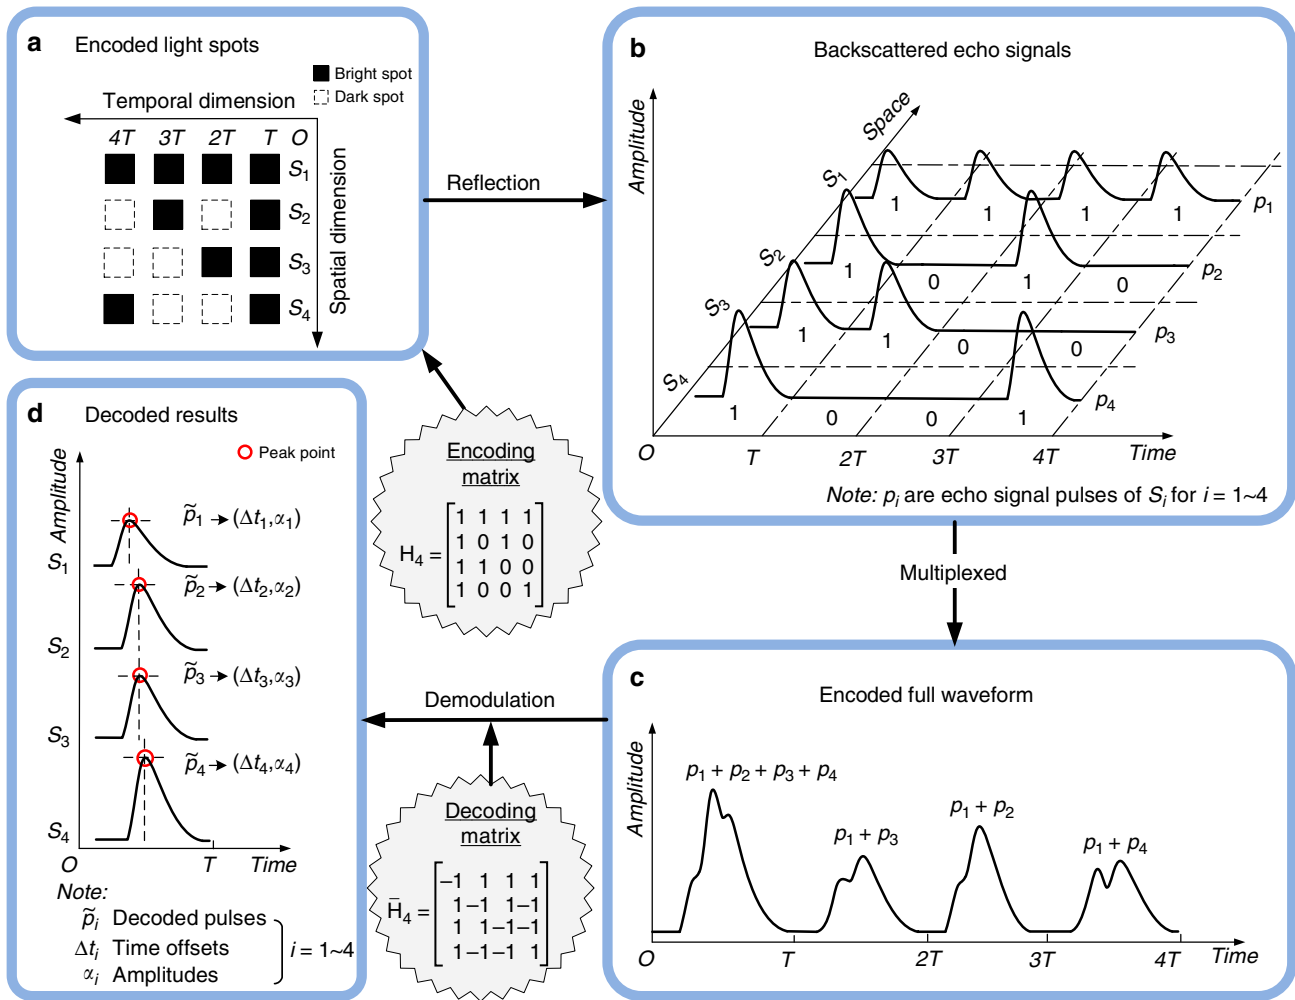 a Encoded light spots
Bright spot
Dark spot
Temporal dimension
4T 3T 2T T O
S1
S2
S3
S4
Spatial dimension
Reflection
b Backscattered echo signals
Amplitude
Space
S1
1 1 1 1
p1
S2
1 0 1 0
p2
S3
1 1 0 0
p3
S4
1 0 0 1
p4
O T 2T 3T 4T Time
Note: pi are echo signal pulses of Si for i = 1~4
Multiplexed
c Encoded full waveform
Amplitude
p1 + p2 + p3 + p4
p1 + p3
p1 + p2
p1 + p4
O T 2T 3T 4T Time
Encoding
matrix
H4 =
1 1 1 1
1 0 1 0
1 1 0 0
1 0 0 1
Demodulation
Decoding
matrix
H̄4 =
−1 1 1 1
1−1 1−1
1 1−1−1
1−1−1 1
d Decoded results
Peak point
Amplitude
S1
p̃1 → (Δt1,α1)
S2
p̃2 → (Δt2,α2)
S3
p̃3 → (Δt3,α3)
S4
p̃4 → (Δt4,α4)
O T Time
Note:
p̃i Decoded pulses
Δti Time offsets
αi Amplitudes
i = 1~4